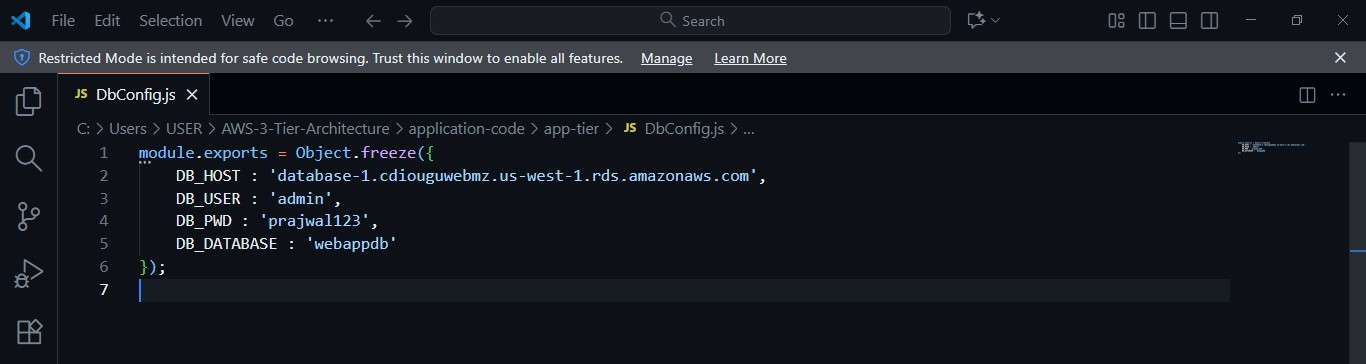 File Edit Selection View Go ··· Search
Restricted Mode is intended for safe code browsing. Trust this window to enable all features. Manage Learn More
JS DbConfig.js
C: > Users > USER > AWS-3-Tier-Architecture > application-code > app-tier > JS DbConfig.js > ...
1 module.exports = Object.freeze({
2 DB_HOST : 'database-1.cdiouguwebmz.us-west-1.rds.amazonaws.com',
3 DB_USER : 'admin',
4 DB_PWD : 'prajwal123',
5 DB_DATABASE : 'webappdb'
6 });
7